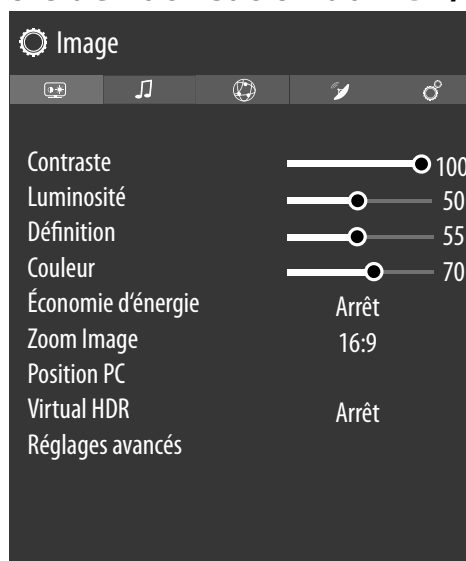 Image
Contraste 100
Luminosité 50
Définition 55
Couleur 70
Économie d‘énergie Arrêt
Zoom Image 16:9
Position PC
Virtual HDR Arrêt
Réglages avancés